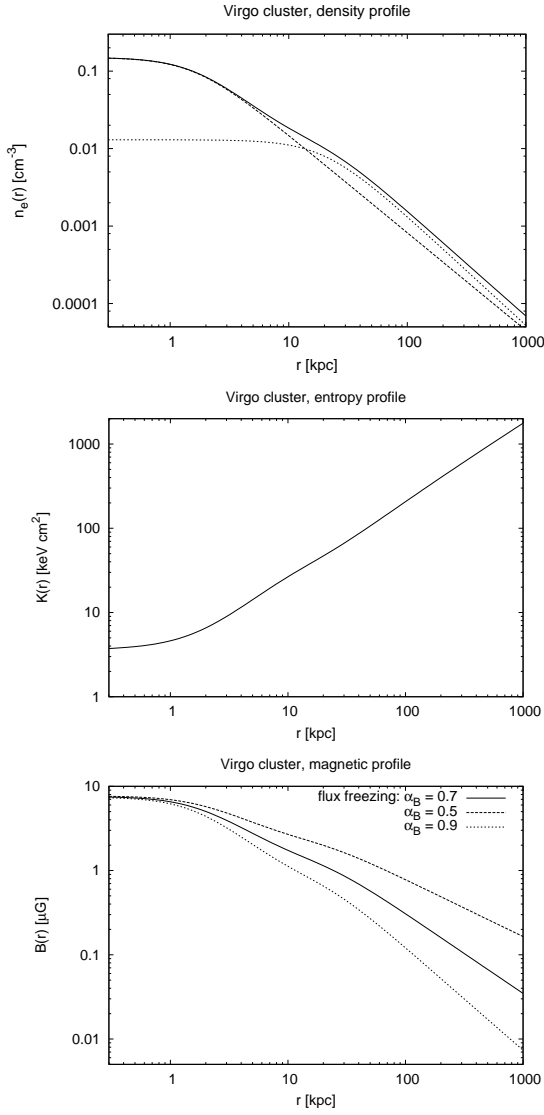 Virgo cluster, density profile
n_e(r) [cm^-3]
0.1
0.01
0.001
0.0001
1 10 100 1000
r [kpc]
Virgo cluster, entropy profile
K(r) [keV cm^2]
1000
100
10
1
1 10 100 1000
r [kpc]
Virgo cluster, magnetic profile
B(r) [μG]
10
1
0.1
0.01
flux freezing: α_B = 0.7
α_B = 0.5
α_B = 0.9
1 10 100 1000
r [kpc]